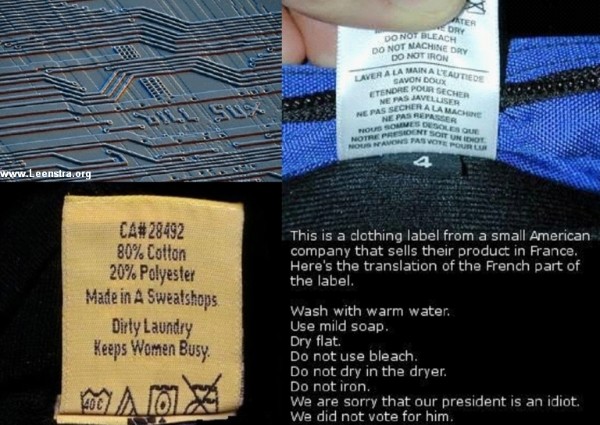 www.Leenstra.org
WATER
DO NOT BLEACH
DO NOT MACHINE DRY
DO NOT IRON
LAVER A LA MAIN A L'EAU TIEDE
SAVON DOUX
ETENDRE POUR SECHER
NE PAS JAVELLISER
NE PAS SECHER A LA MACHINE
NE PAS REPASSER
NOUS SOMMES DESOLES QUE
NOTRE PRESIDENT SOIT UN IDIOT.
NOUS N'AVONS PAS VOTE POUR LUI
4
CA#28492
80% Cotton
20% Polyester
Made in A Sweatshops
Dirty Laundry
Keeps Women Busy.
40C
This is a clothing label from a small American
company that sells their product in France.
Here's the translation of the French part of
the label.
Wash with warm water.
Use mild soap.
Dry flat.
Do not use bleach.
Do not dry in the dryer.
Do not iron.
We are sorry that our president is an idiot.
We did not vote for him.